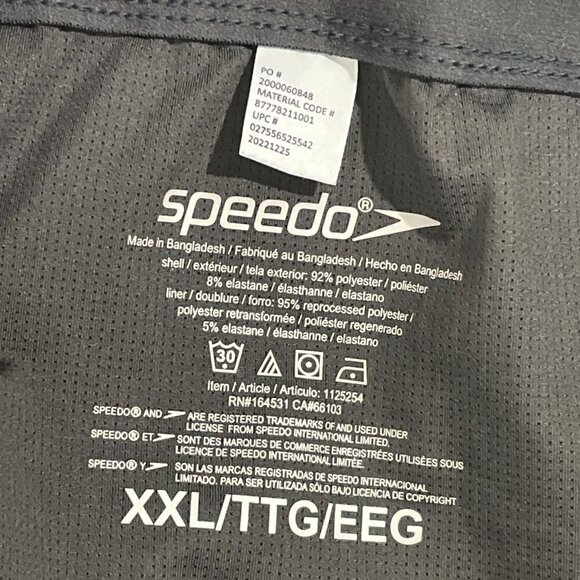 PO #
2000060848
MATERIAL CODE #
87778211001
UPC #
027556525542
20221225
speedo®
Made in Bangladesh / Fabriqué au Bangladesh / Hecho en Bangladesh
shell / extérieur / tela exterior: 92% polyester / poliéster
8% elastane / élasthanne / elastano
liner / doublure / forro: 95% reprocessed polyester /
polyester retransformée / poliéster regenerado
5% elastane / élasthanne / elastano
30
Item / Article / Articulo: 1125254
RN#164531 CA#66103
SPEEDO® AND ARE REGISTERED TRADEMARKS OF AND USED UNDER
LICENSE FROM SPEEDO INTERNATIONAL LIMITED.
SPEEDO® ET SONT DES MARQUES DE COMMERCE ENREGISTRÉES UTILISÉES SOUS
LICENCE DE SPEEDO INTERNATIONAL LIMITÉE.
SPEEDO® Y SON LAS MARCAS REGISTRADAS DE SPEEDO INTERNACIONAL
LIMITADO. PARA SER UTILIZADA SÓLO BAJO LICENCIA DE COPYRIGHT
XXL/TTG/EEG